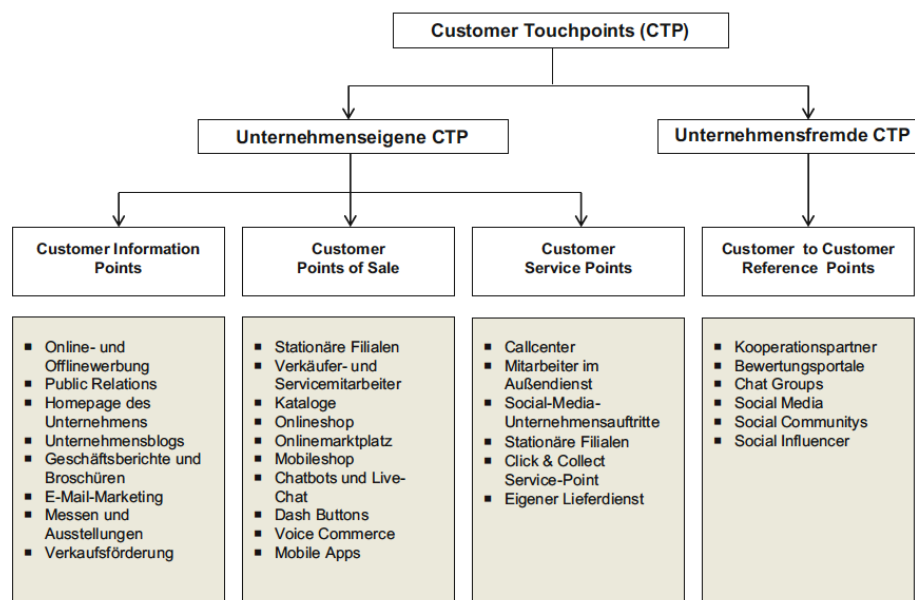 Customer Touchpoints (CTP)
Unternehmenseigene CTP
Unternehmensfremde CTP
Customer Information
Points
Customer
Points of Sale
Customer
Service Points
Customer to Customer
Reference Points
▪ Online- und
Offlinewerbung
▪ Public Relations
▪ Homepage des
Unternehmens
▪ Unternehmensblogs
▪ Geschäftsberichte und
Broschüren
▪ E-Mail-Marketing
▪ Messen und
Ausstellungen
▪ Verkaufsförderung
▪ Stationäre Filialen
▪ Verkäufer- und
Servicemitarbeiter
▪ Kataloge
▪ Onlineshop
▪ Onlinemarktplatz
▪ Mobileshop
▪ Chatbots und Live-
Chat
▪ Dash Buttons
▪ Voice Commerce
▪ Mobile Apps
▪ Callcenter
▪ Mitarbeiter im
Außendienst
▪ Social-Media-
Unternehmensauftritte
▪ Stationäre Filialen
▪ Click & Collect
Service-Point
▪ Eigener Lieferdienst
▪ Kooperationspartner
▪ Bewertungsportale
▪ Chat Groups
▪ Social Media
▪ Social Communitys
▪ Social Influencer